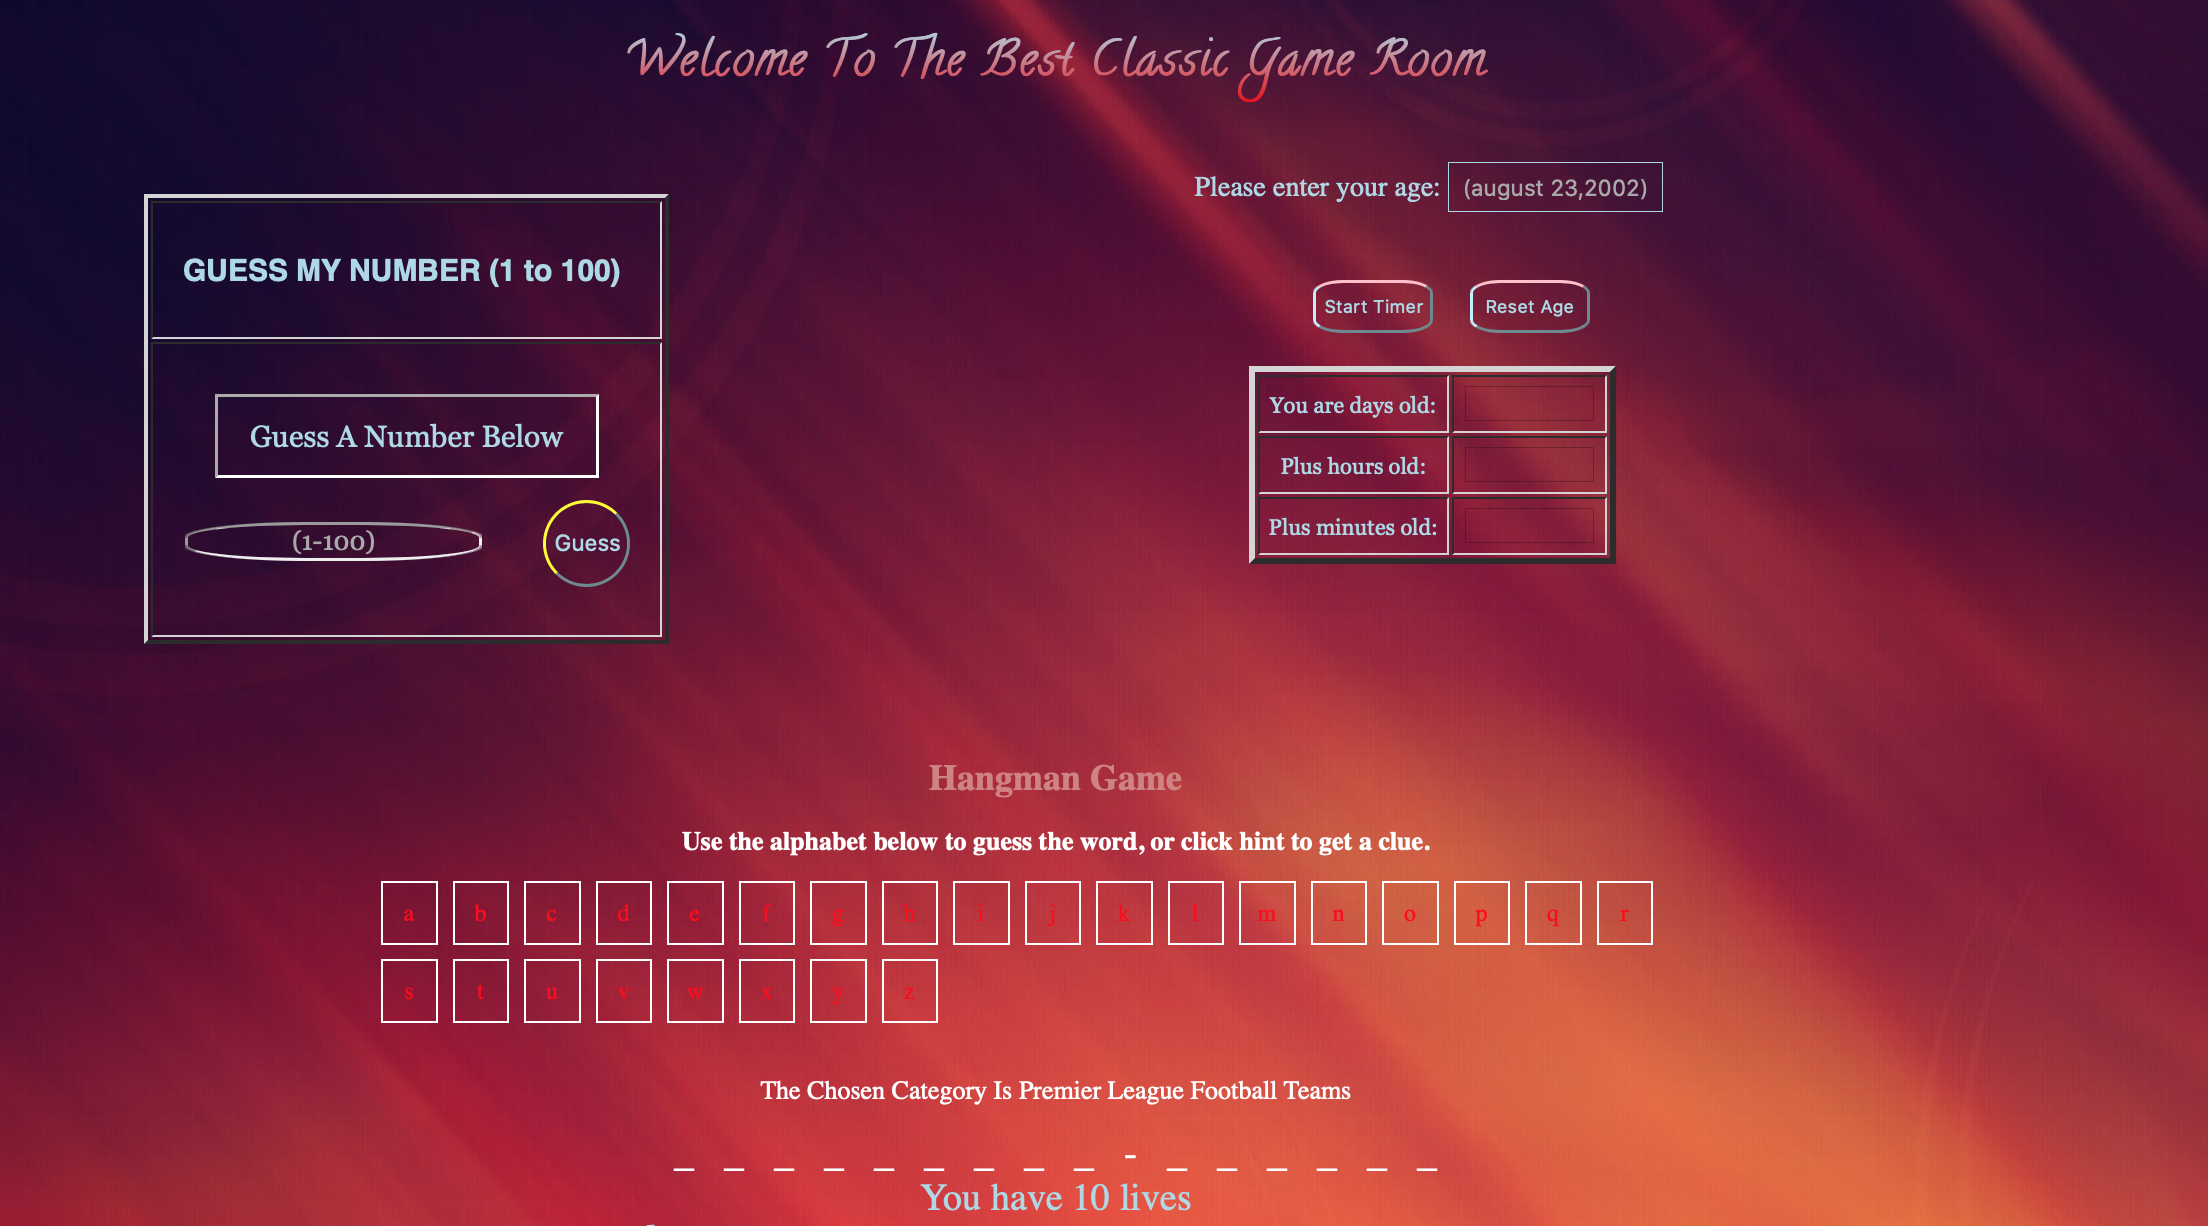 Welcome To The Best Classic Game Room
GUESS MY NUMBER (1 to 100)
Guess A Number Below
(1-100)
Guess
Please enter your age: (august 23,2002)
Start Timer
Reset Age
You are days old:
Plus hours old:
Plus minutes old:
Hangman Game
Use the alphabet below to guess the word, or click hint to get a clue.
a b c d e f g h i j k l m n o p q r
s t u v w x y z
The Chosen Category Is Premier League Football Teams
_ _ _ _ _ _ _ _ _ - _ _ _ _ _ _
You have 10 lives